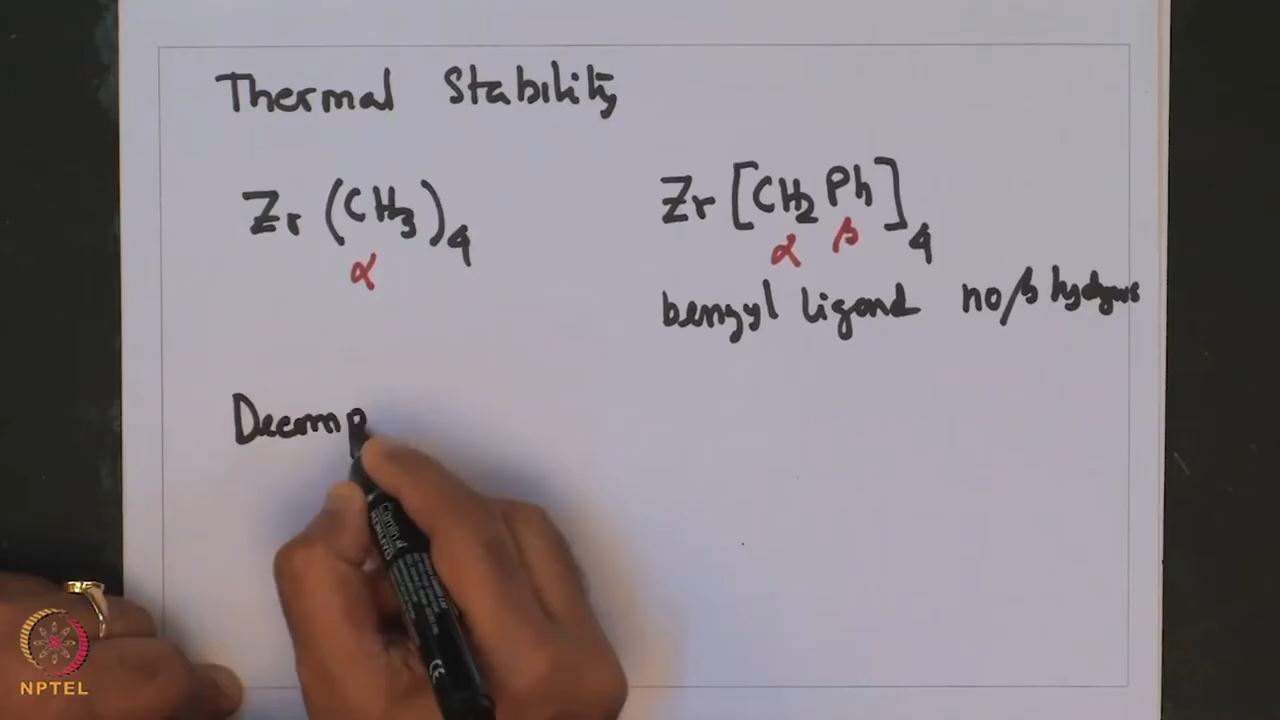 Thermal Stability
Zr (CH3)4 Zr [CH2 Ph]4
α α β
benzyl ligand no β hydrogens
Decomp
NPTEL